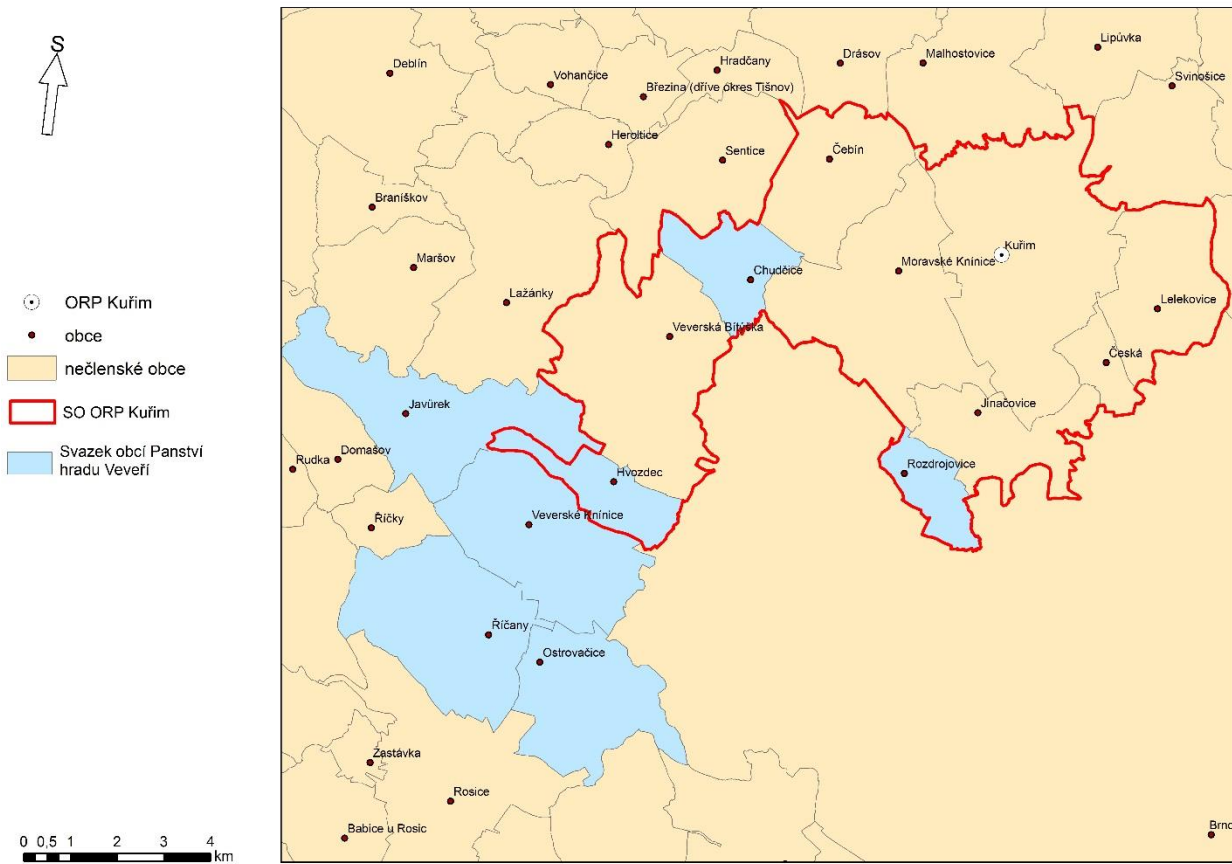 S
ORP Kuřim
obce
nečlenské obce
SO ORP Kuřim
Svazek obcí Panství
hradu Veveří
0 0,5 1 2 3 4
km
Deblín
Vohančice
Hradčany
Březina (dříve okres Tišnov)
Drásov
Malhostovice
Lipůvka
Svinošice
Heroltice
Sentice
Čebín
Braníškov
Maršov
Lažánky
Chudčice
Moravské Knínice
Kuřim
Lelekovice
Veverská Bítýška
Česká
Javůrek
Jinačovice
Domašov
Rudka
Hvozdec
Rozdrojovice
Říčky
Veverské Knínice
Říčany
Ostrovačice
Zastávka
Rosice
Babice u Rosic
Brno